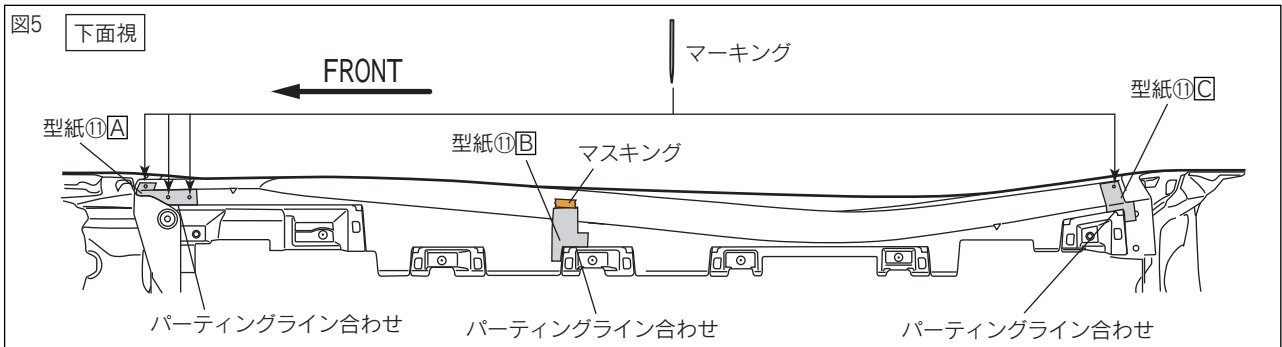 図5
下面視
マーキング
FRONT
型紙⑪A
型紙⑪B
マスキング
型紙⑪C
パーティングライン合わせ
パーティングライン合わせ
パーティングライン合わせ